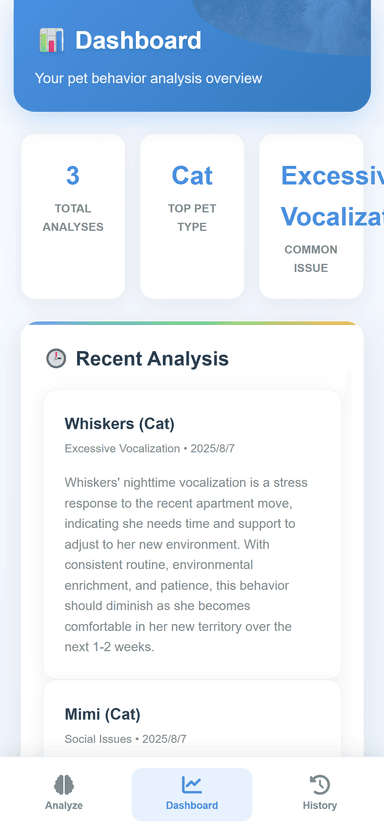 Dashboard
Your pet behavior analysis overview
3
TOTAL
ANALYSES
Cat
TOP PET
TYPE
Excessiv
Vocalizat
COMMON
ISSUE
Recent Analysis
Whiskers (Cat)
Excessive Vocalization • 2025/8/7
Whiskers' nighttime vocalization is a stress
response to the recent apartment move,
indicating she needs time and support to
adjust to her new environment. With
consistent routine, environmental
enrichment, and patience, this behavior
should diminish as she becomes
comfortable in her new territory over the
next 1-2 weeks.
Mimi (Cat)
Social Issues • 2025/8/7
Analyze
Dashboard
History